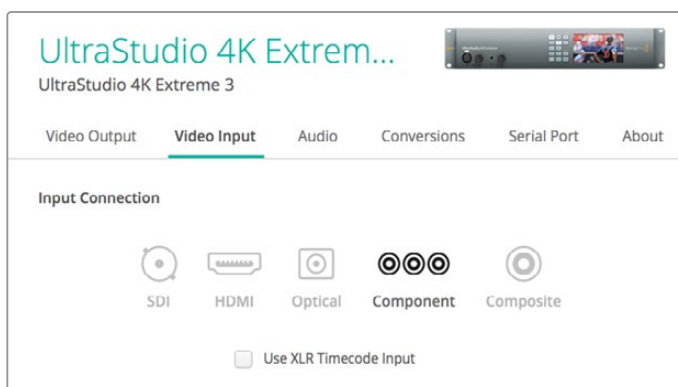 UltraStudio 4K Extrem...
UltraStudio 4K Extreme 3
Video Output Video Input Audio Conversions Serial Port About
Input Connection
SDI HDMI Optical Component Composite
Use XLR Timecode Input